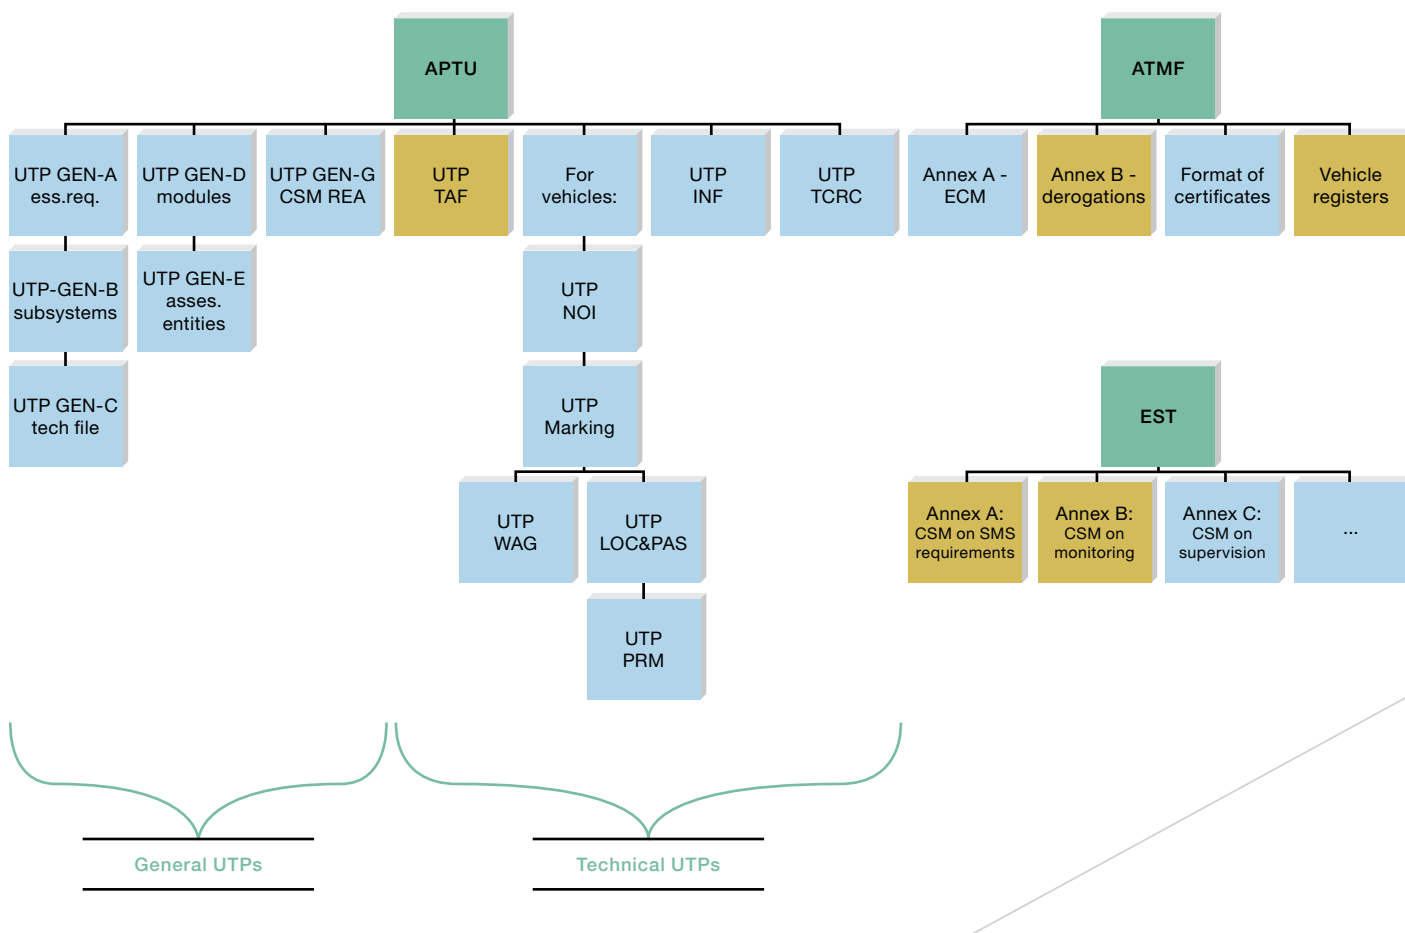 APTU
ATMF
UTP GEN-A
ess.req.
UTP GEN-D
modules
UTP GEN-G
CSM REA
UTP
TAF
For
vehicles:
UTP
INF
UTP
TCRC
Annex A -
ECM
Annex B -
derogations
Format of
certificates
Vehicle
registers
UTP-GEN-B
subsystems
UTP GEN-E
asses.
entities
UTP
NOI
UTP GEN-C
tech file
UTP
Marking
EST
UTP
WAG
UTP
LOC&PAS
Annex A:
CSM on SMS
requirements
Annex B:
CSM on
monitoring
Annex C:
CSM on
supervision
...
UTP
PRM
General UTPs
Technical UTPs